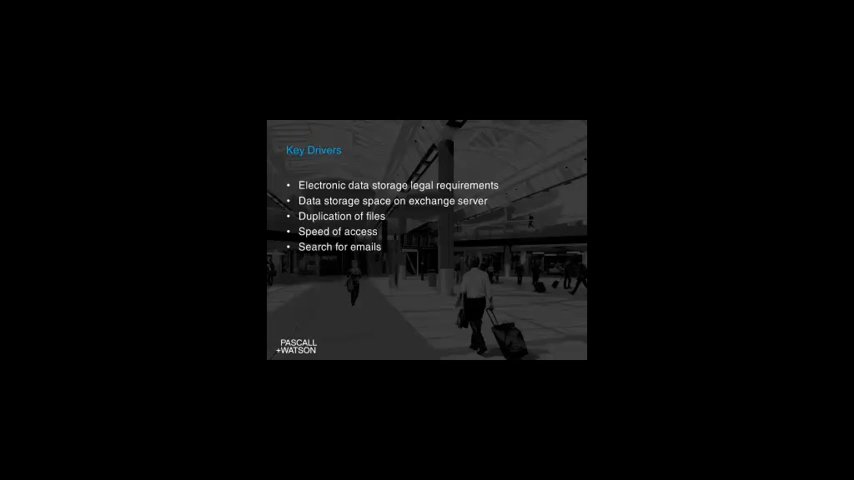 Key Drivers
• Electronic data storage legal requirements
• Data storage space on exchange server
• Duplication of files
• Speed of access
• Search for emails
PASCALL
+WATSON